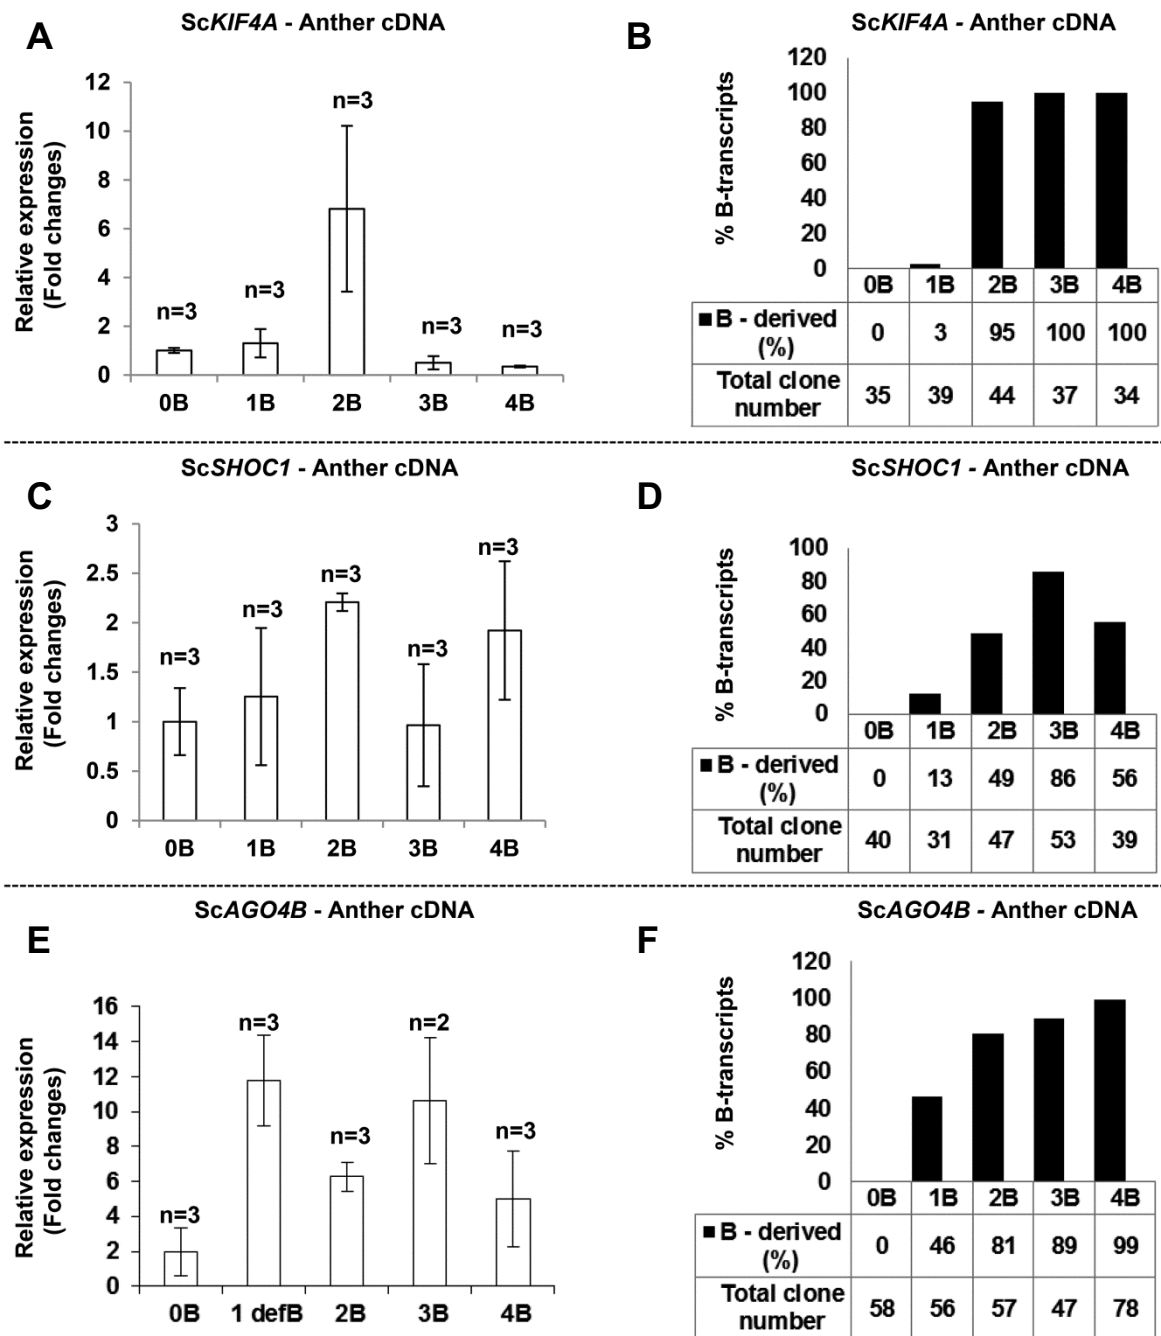 A
ScKIF4A - Anther cDNA
Relative expression
(Fold changes)
12
10
8
6
4
2
0
n=3
n=3
n=3
n=3
n=3
0B 1B 2B 3B 4B
B
ScKIF4A - Anther cDNA
% B-transcripts
120
100
80
60
40
20
0
0B 1B 2B 3B 4B
B - derived
(%)
0 3 95 100 100
Total clone
number
35 39 44 37 34
ScSHOC1 - Anther cDNA
C
Relative expression
(Fold changes)
3
2.5
2
1.5
1
0.5
0
n=3
n=3
n=3
n=3
n=3
0B 1B 2B 3B 4B
ScSHOC1 - Anther cDNA
D
% B-transcripts
100
80
60
40
20
0
0B 1B 2B 3B 4B
B - derived
(%)
0 13 49 86 56
Total clone
number
40 31 47 53 39
ScAGO4B - Anther cDNA
E
Relative expression
(Fold changes)
16
14
12
10
8
6
4
2
0
n=3
n=3
n=3
n=2
n=3
0B 1 defB 2B 3B 4B
ScAGO4B - Anther cDNA
F
% B-transcripts
120
100
80
60
40
20
0
0B 1B 2B 3B 4B
B - derived
(%)
0 46 81 89 99
Total clone
number
58 56 57 47 78